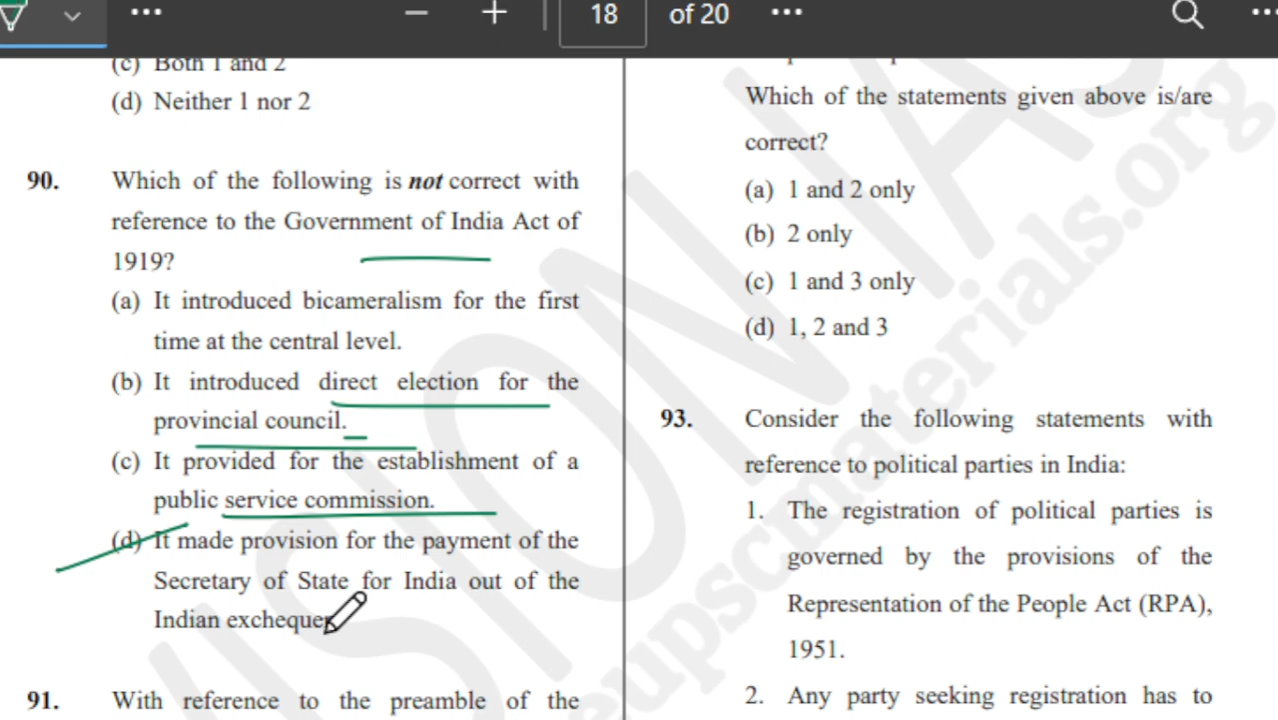 18 of 20
(c) Both 1 and 2
(d) Neither 1 nor 2
90. Which of the following is not correct with
reference to the Government of India Act of
1919?
(a) It introduced bicameralism for the first
time at the central level.
(b) It introduced direct election for the
provincial council.
(c) It provided for the establishment of a
public service commission.
(d) It made provision for the payment of the
Secretary of State for India out of the
Indian exchequer
91. With reference to the preamble of the
Which of the statements given above is/are
correct?
(a) 1 and 2 only
(b) 2 only
(c) 1 and 3 only
(d) 1, 2 and 3
93. Consider the following statements with
reference to political parties in India:
1. The registration of political parties is
governed by the provisions of the
Representation of the People Act (RPA),
1951.
2. Any party seeking registration has to
VISION IAS
eupscmaterials.org